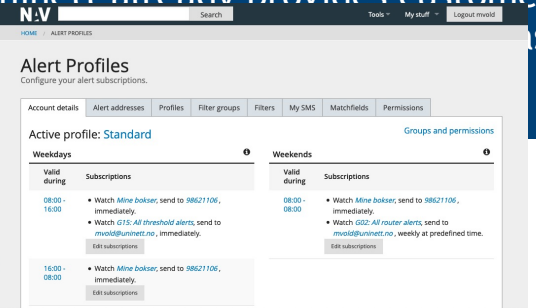 NAV
Search
Tools
My stuff
Logout mvold
HOME / ALERT PROFILES
Alert Profiles
Configure your alert subscriptions.
Account details
Alert addresses
Profiles
Filter groups
Filters
My SMS
Matchfields
Permissions
Active profile: Standard
Groups and permissions
Weekdays
Valid during
Subscriptions
08:00 - 16:00
• Watch Mine bokser, send to 98621106 , immediately.
• Watch G15: All threshold alerts, send to mvold@uninett.no , immediately.
Edit subscriptions
16:00 - 08:00
• Watch Mine bokser, send to 98621106 , immediately.
Edit subscriptions
Weekends
Valid during
Subscriptions
08:00 - 08:00
• Watch Mine bokser, send to 98621106 , immediately.
• Watch G02: All router alerts, send to mvold@uninett.no , weekly at predefined time.
Edit subscriptions